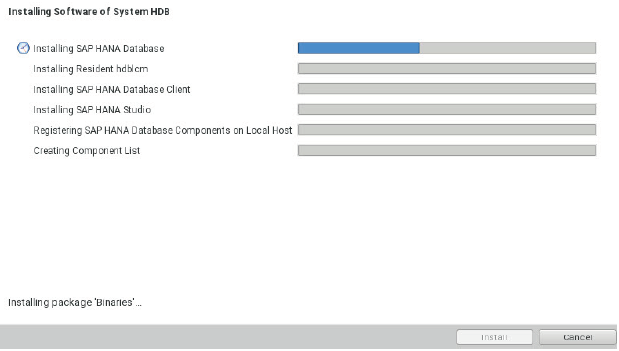 Installing Software of System HDB
Installing SAP HANA Database
Installing Resident hdblcm
Installing SAP HANA Database Client
Installing SAP HANA Studio
Registering SAP HANA Database Components on Local Host
Creating Component List
Installing package 'Binaries'...
Install
Cancel